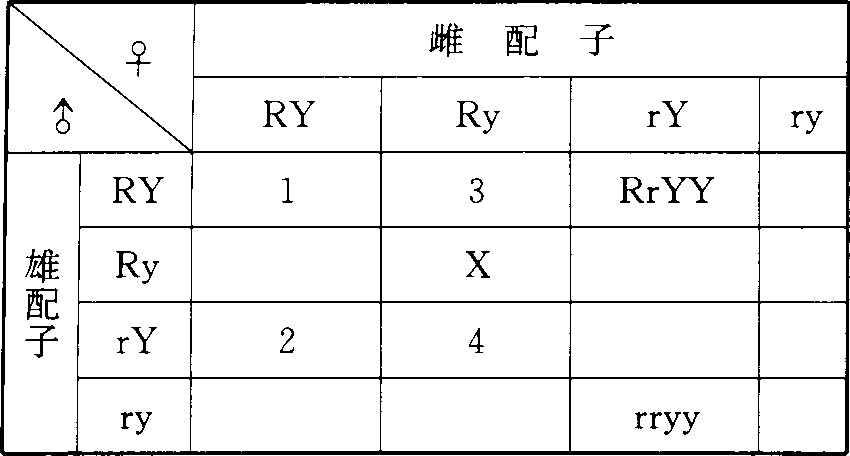 ♀ 雌配子
♂ RY Ry rY ry
雄配子 RY 1 3 RrYY
Ry X
rY 2 4
ry rryy